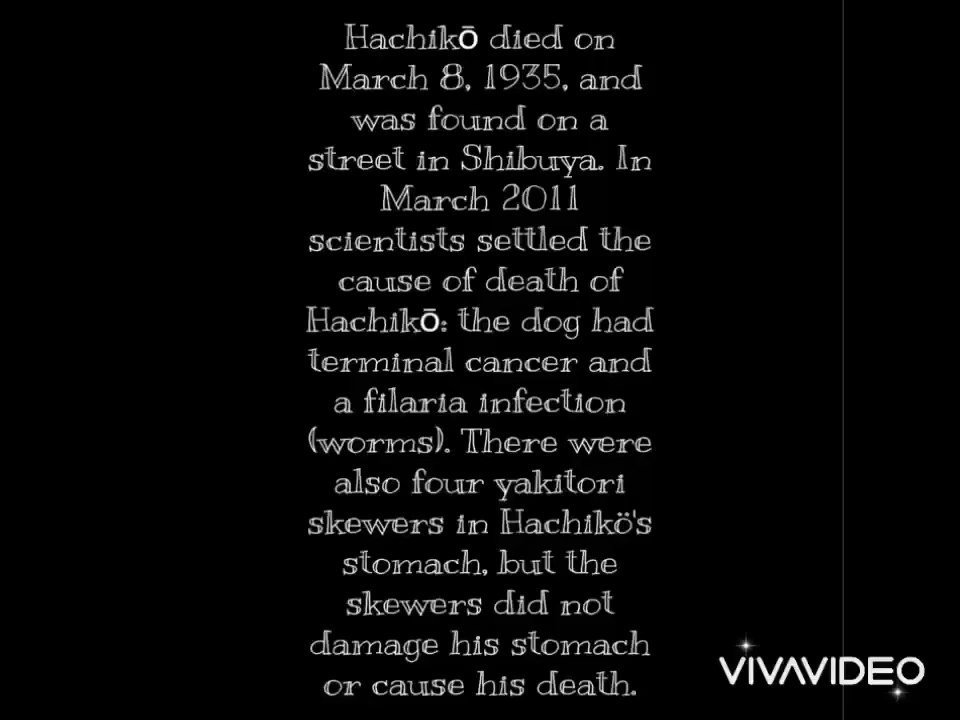 Hachikō died on
March 8, 1935, and
was found on a
street in Shibuya. In
March 2011
scientists settled the
cause of death of
Hachikō: the dog had
terminal cancer and
a filaria infection
(worms). There were
also four yakitori
skewers in Hachikö's
stomach, but the
skewers did not
damage his stomach
or cause his death.
VIVAVIDEO